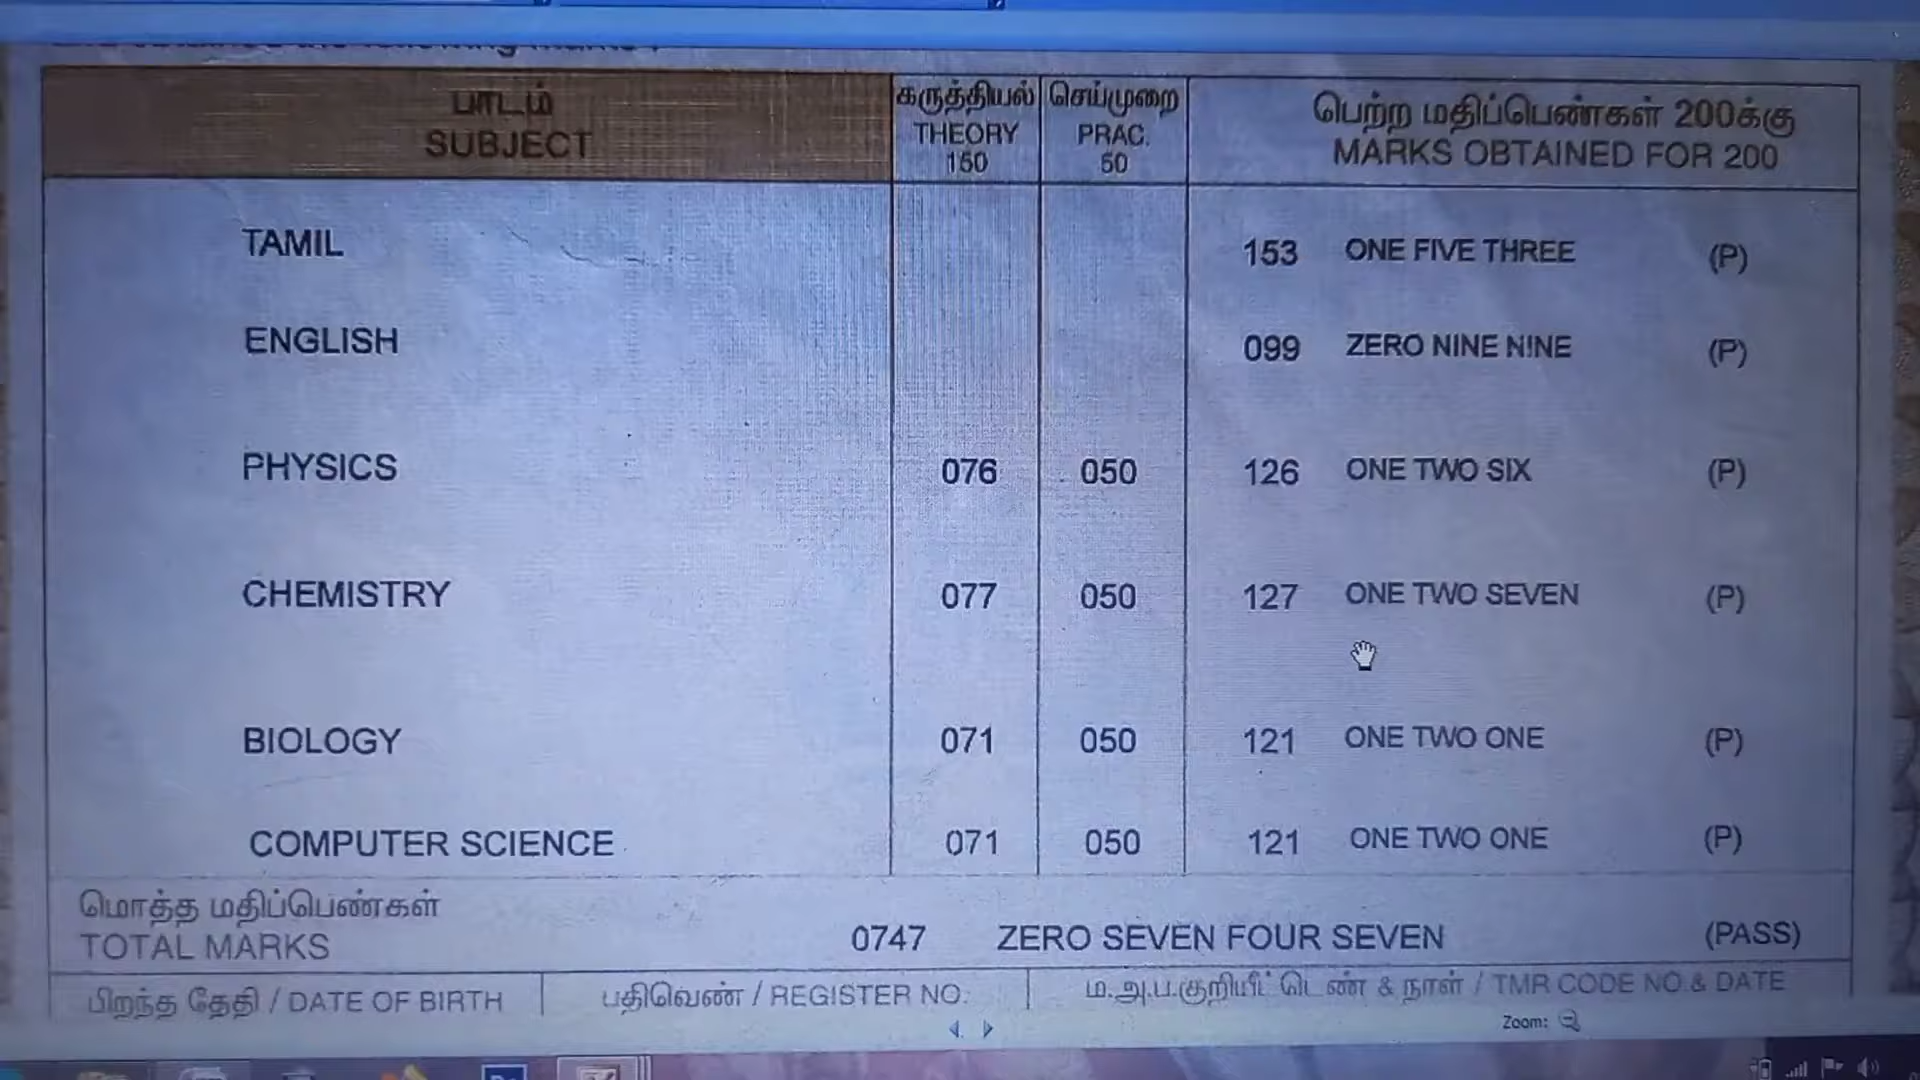 பாடம்
SUBJECT
கருத்தியல்
THEORY
150
செய்முறை
PRAC.
50
பெற்ற மதிப்பெண்கள் 200க்கு
MARKS OBTAINED FOR 200
TAMIL 153 ONE FIVE THREE (P)
ENGLISH 099 ZERO NINE NINE (P)
PHYSICS 076 050 126 ONE TWO SIX (P)
CHEMISTRY 077 050 127 ONE TWO SEVEN (P)
BIOLOGY 071 050 121 ONE TWO ONE (P)
COMPUTER SCIENCE 071 050 121 ONE TWO ONE (P)
மொத்த மதிப்பெண்கள்
TOTAL MARKS 0747 ZERO SEVEN FOUR SEVEN (PASS)
பிறந்த தேதி / DATE OF BIRTH பதிவெண் / REGISTER NO. ம.அ.ப.குறியீட்டெண் & நாள் / TMR CODE NO.& DATE
Zoom: